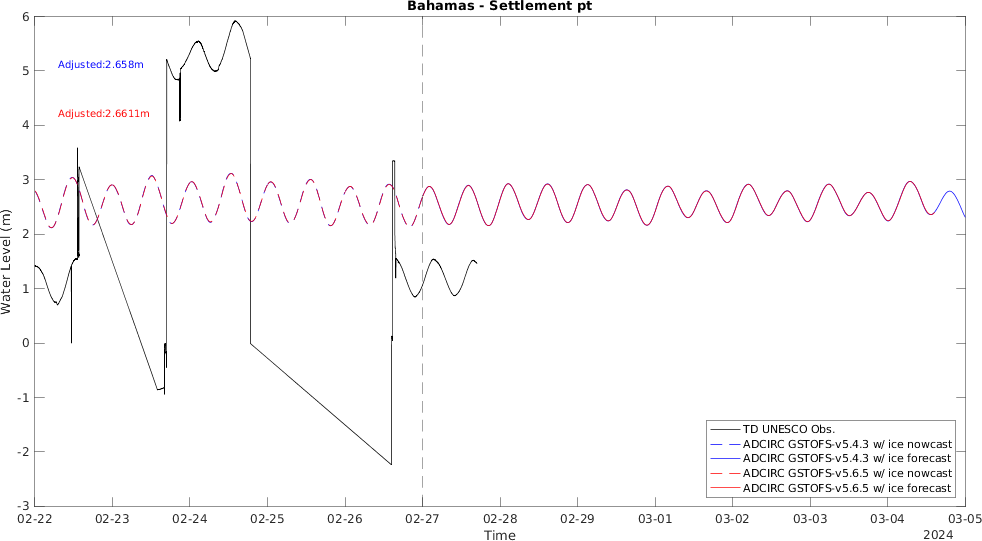 Bahamas - Settlement pt
6
5
4
3
2
1
0
-1
-2
-3
Water Level (m)
Adjusted:2.658m
Adjusted:2.6611m
TD UNESCO Obs.
ADCIRC GSTOFS-v5.4.3 w/ ice nowcast
ADCIRC GSTOFS-v5.4.3 w/ ice forecast
ADCIRC GSTOFS-v5.6.5 w/ ice nowcast
ADCIRC GSTOFS-v5.6.5 w/ ice forecast
02-22 02-23 02-24 02-25 02-26 02-27 02-28 02-29 03-01 03-02 03-03 03-04 03-05
Time
2024